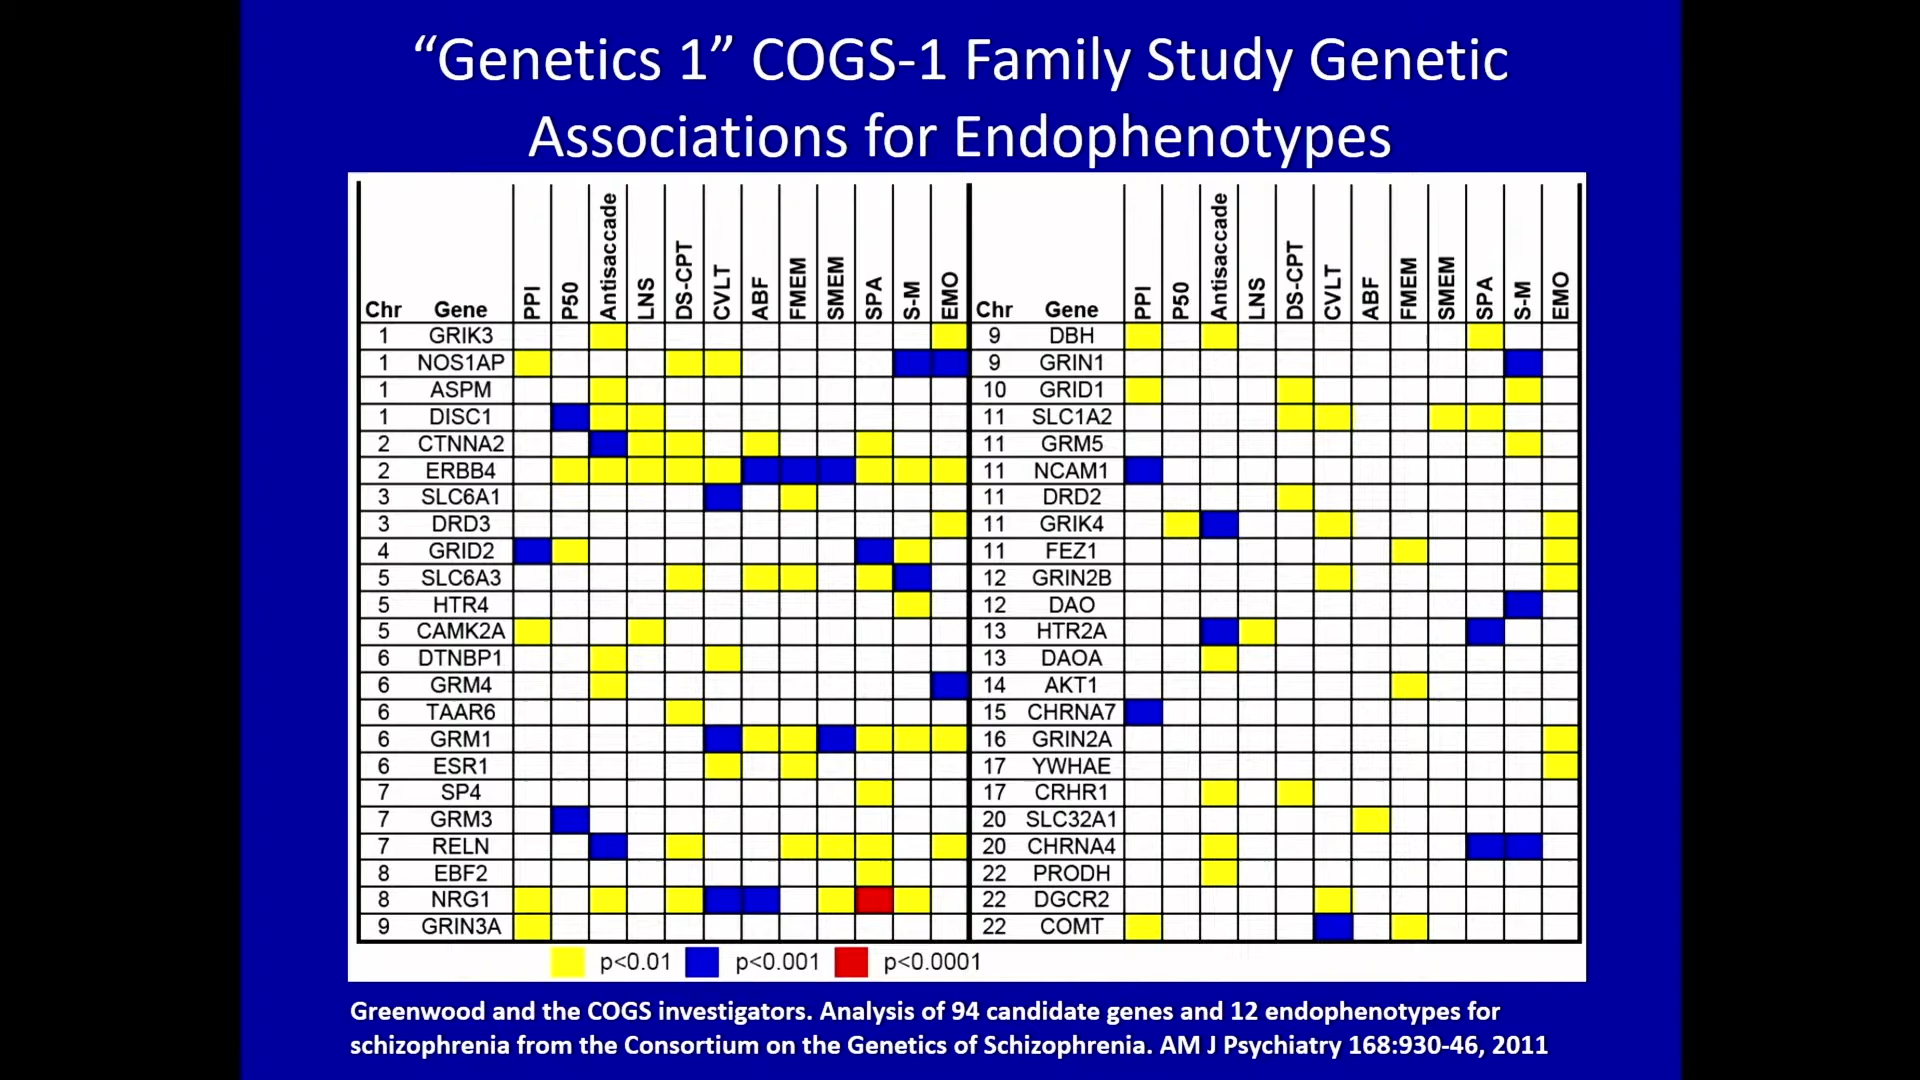 “Genetics 1” COGS-1 Family Study Genetic
Associations for Endophenotypes
Chr Gene PPI P50 Antisaccade LNS DS-CPT CVLT ABF FMEM SMEM SPA S-M EMO Chr Gene PPI P50 Antisaccade LNS DS-CPT CVLT ABF FMEM SMEM SPA S-M EMO
1 GRIK3 9 DBH
1 NOS1AP 9 GRIN1
1 ASPM 10 GRID1
1 DISC1 11 SLC1A2
2 CTNNA2 11 GRM5
2 ERBB4 11 NCAM1
3 SLC6A1 11 DRD2
3 DRD3 11 GRIK4
4 GRID2 11 FEZ1
5 SLC6A3 12 GRIN2B
5 HTR4 12 DAO
5 CAMK2A 13 HTR2A
6 DTNBP1 13 DAOA
6 GRM4 14 AKT1
6 TAAR6 15 CHRNA7
6 GRM1 16 GRIN2A
6 ESR1 17 YWHAE
7 SP4 17 CRHR1
7 GRM3 20 SLC32A1
7 RELN 20 CHRNA4
8 EBF2 22 PRODH
8 NRG1 22 DGCR2
9 GRIN3A 22 COMT
p<0.01 p<0.001 p<0.0001
Greenwood and the COGS investigators. Analysis of 94 candidate genes and 12 endophenotypes for
schizophrenia from the Consortium on the Genetics of Schizophrenia. AM J Psychiatry 168:930-46, 2011